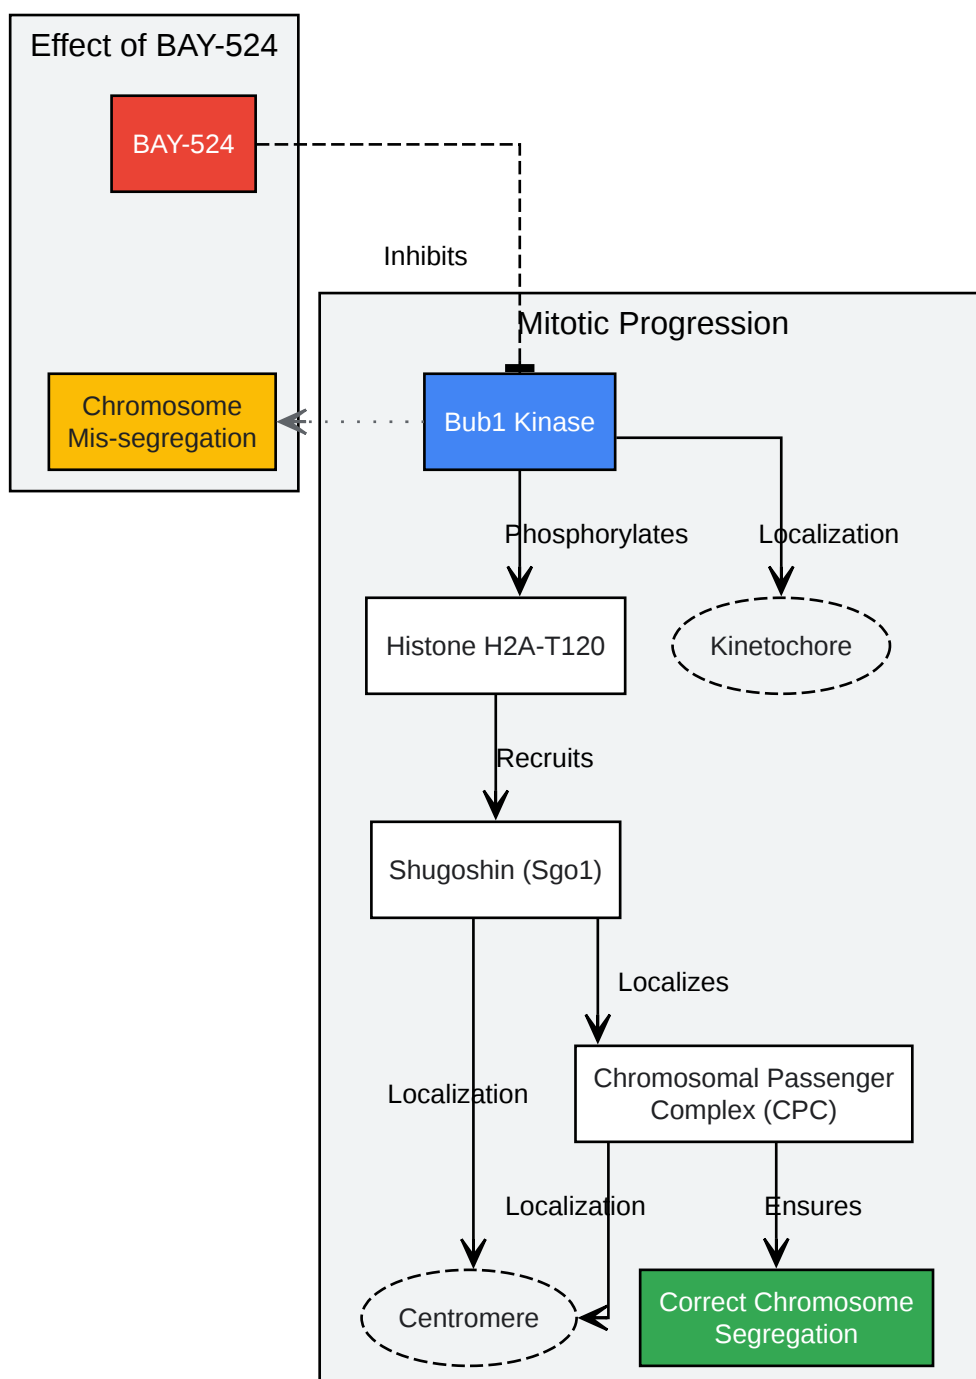 Effect of BAY-524
BAY-524
Inhibits
Mitotic Progression
Chromosome
Mis-segregation
Bub1 Kinase
Phosphorylates
Localization
Histone H2A-T120
Kinetochore
Recruits
Shugoshin (Sgo1)
Localizes
Chromosomal Passenger
Complex (CPC)
Localization
Localization
Ensures
Centromere
Correct Chromosome
Segregation